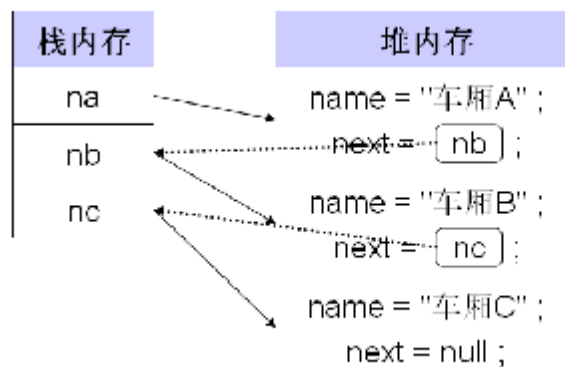 栈内存
堆内存
na
nb
nc
name = "车厢A" ;
next = nb ;
name = "车厢B" ;
next = nc ;
name = "车厢C" ;
next = null ;